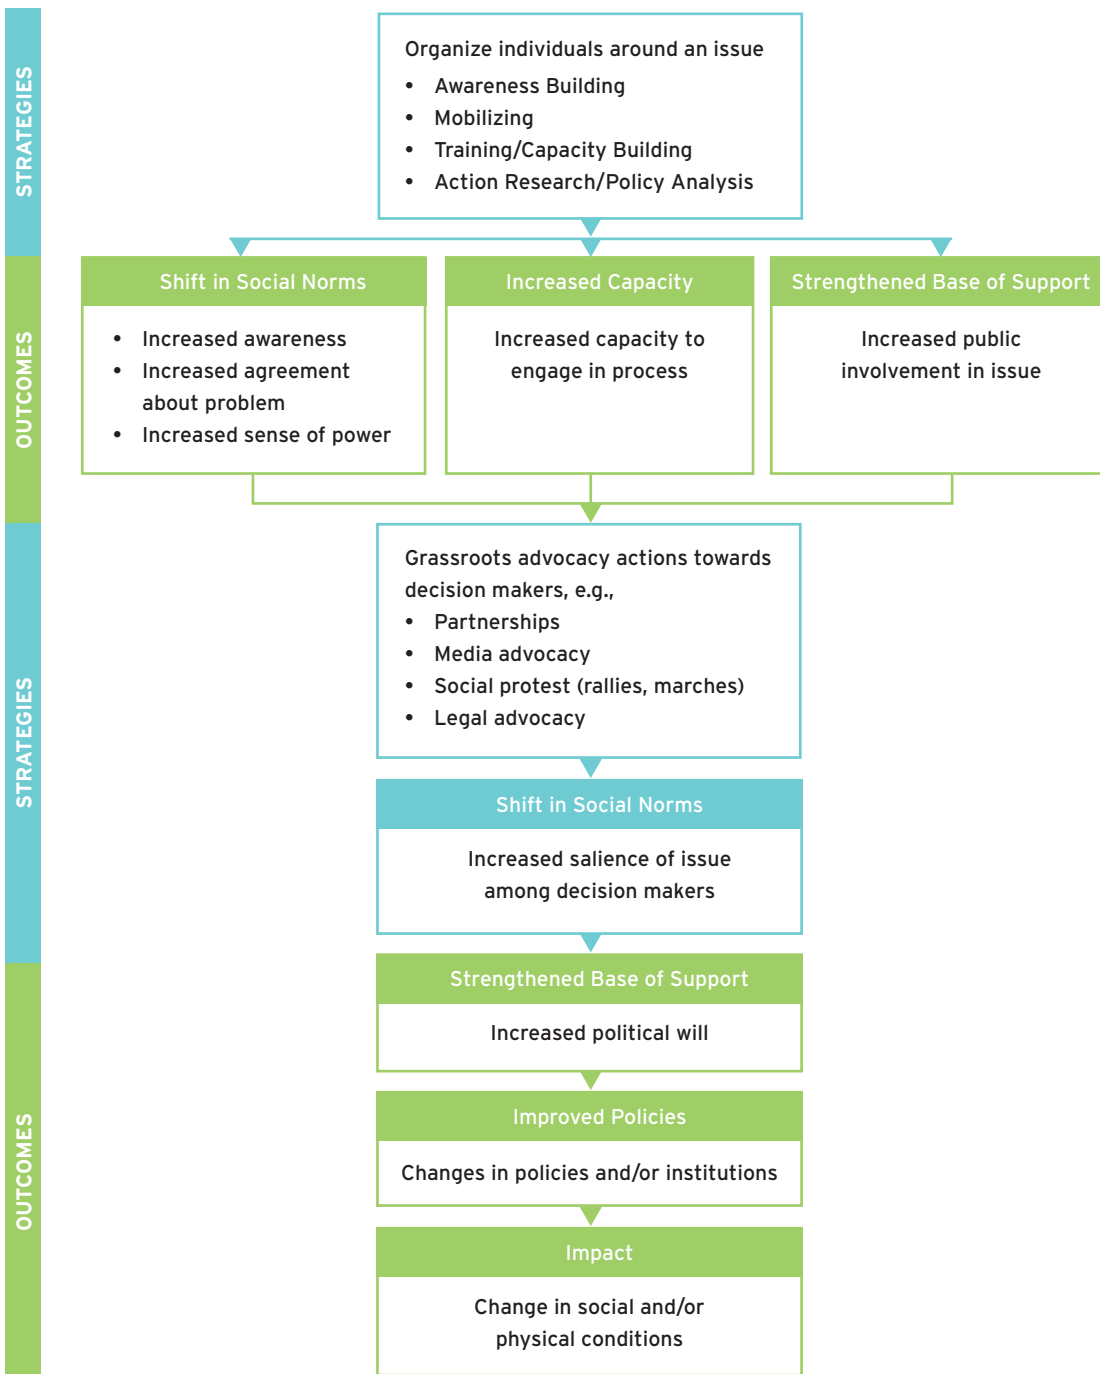 STRATEGIES
Organize individuals around an issue
• Awareness Building
• Mobilizing
• Training/Capacity Building
• Action Research/Policy Analysis
OUTCOMES
Shift in Social Norms
• Increased awareness
• Increased agreement
about problem
• Increased sense of power
Increased Capacity
Increased capacity to
engage in process
Strengthened Base of Support
Increased public
involvement in issue
STRATEGIES
Grassroots advocacy actions towards
decision makers, e.g.,
• Partnerships
• Media advocacy
• Social protest (rallies, marches)
• Legal advocacy
Shift in Social Norms
Increased salience of issue
among decision makers
OUTCOMES
Strengthened Base of Support
Increased political will
Improved Policies
Changes in policies and/or institutions
Impact
Change in social and/or
physical conditions